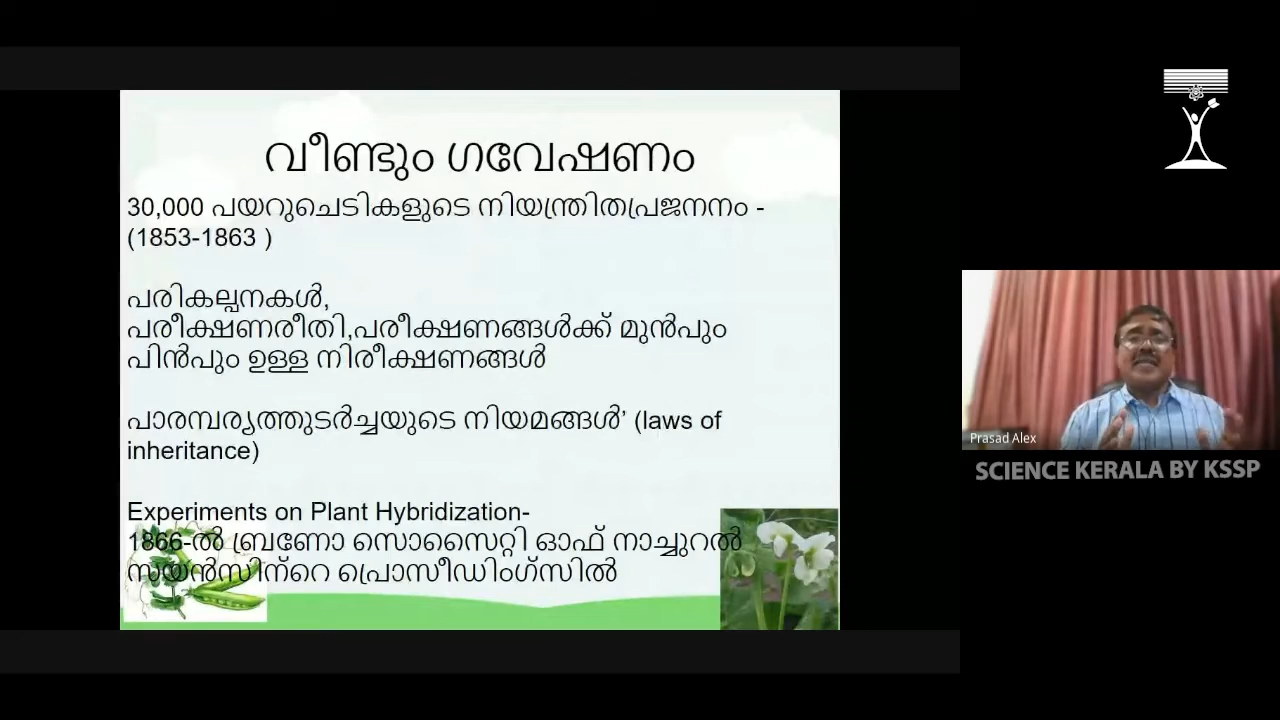 വീണ്ടും ഗവേഷണം
30,000 പയറുചെടികളുടെ നിയന്ത്രിതപ്രജനനം -
(1853-1863 )
പരികല്പനകൾ,
പരീക്ഷണരീതി,പരീക്ഷണങ്ങൾക്ക് മുൻപും
പിൻപും ഉള്ള നിരീക്ഷണങ്ങൾ
പാരമ്പര്യത്തുടർച്ചയുടെ നിയമങ്ങൾ’ (laws of
inheritance)
Experiments on Plant Hybridization-
1866-ൽ ബ്രണോ സൊസൈറ്റി ഓഫ് നാച്ചുറൽ
സയൻസിന്റെ പ്രൊസീഡിംഗ്സിൽ
Prasad Alex
SCIENCE KERALA BY KSSP